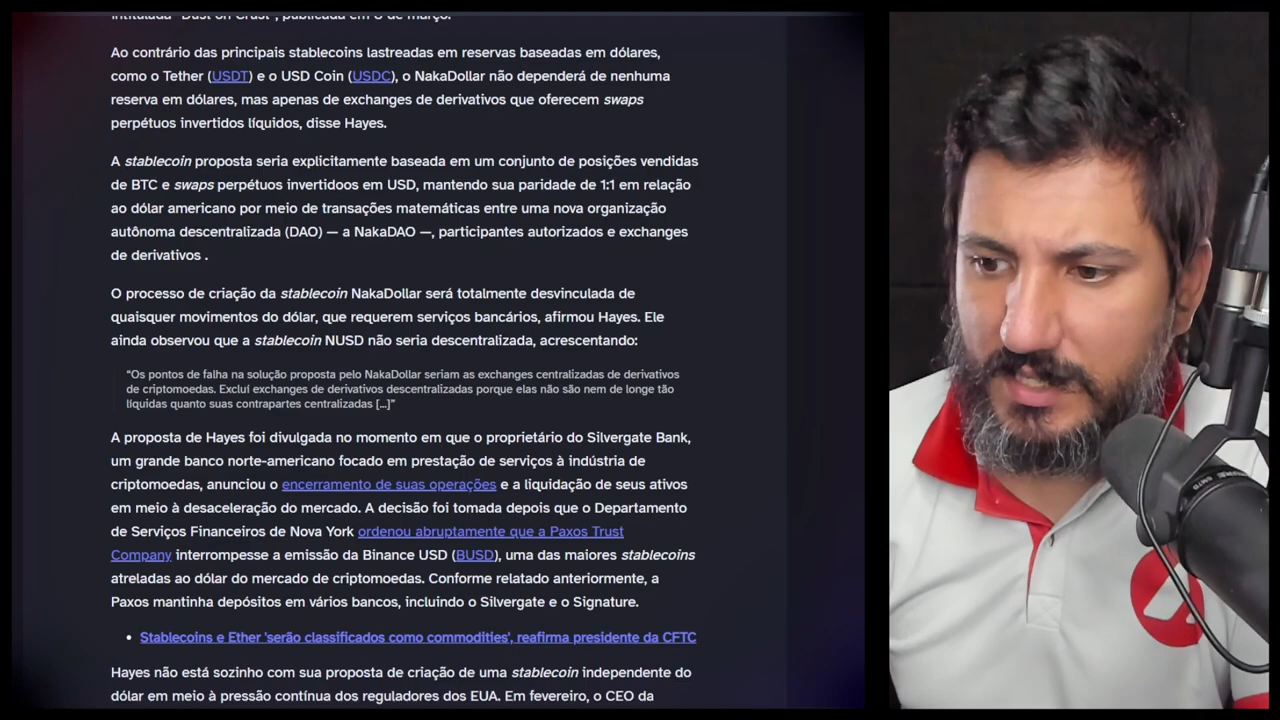 intitulada "Dust on Crust", publicada em 8 de março.
Ao contrário das principais stablecoins lastreadas em reservas baseadas em dólares,
como o Tether (USDT) e o USD Coin (USDC), o NakaDollar não dependerá de nenhuma
reserva em dólares, mas apenas de exchanges de derivativos que oferecem swaps
perpétuos invertidos líquidos, disse Hayes.
A stablecoin proposta seria explicitamente baseada em um conjunto de posições vendidas
de BTC e swaps perpétuos invertidoos em USD, mantendo sua paridade de 1:1 em relação
ao dólar americano por meio de transações matemáticas entre uma nova organização
autônoma descentralizada (DAO) — a NakaDAO —, participantes autorizados e exchanges
de derivativos .
O processo de criação da stablecoin NakaDollar será totalmente desvinculada de
quaisquer movimentos do dólar, que requerem serviços bancários, afirmou Hayes. Ele
ainda observou que a stablecoin NUSD não seria descentralizada, acrescentando:
“Os pontos de falha na solução proposta pelo NakaDollar seriam as exchanges centralizadas de derivativos
de criptomoedas. Excluí exchanges de derivativos descentralizadas porque elas não são nem de longe tão
líquidas quanto suas contrapartes centralizadas [...]”
A proposta de Hayes foi divulgada no momento em que o proprietário do Silvergate Bank,
um grande banco norte-americano focado em prestação de serviços à indústria de
criptomoedas, anunciou o encerramento de suas operações e a liquidação de seus ativos
em meio à desaceleração do mercado. A decisão foi tomada depois que o Departamento
de Serviços Financeiros de Nova York ordenou abruptamente que a Paxos Trust
Company interrompesse a emissão da Binance USD (BUSD), uma das maiores stablecoins
atreladas ao dólar do mercado de criptomoedas. Conforme relatado anteriormente, a
Paxos mantinha depósitos em vários bancos, incluindo o Silvergate e o Signature.
• Stablecoins e Ether 'serão classificados como commodities', reafirma presidente da CFTC
Hayes não está sozinho com sua proposta de criação de uma stablecoin independente do
dólar em meio à pressão contínua dos reguladores dos EUA. Em fevereiro, o CEO da